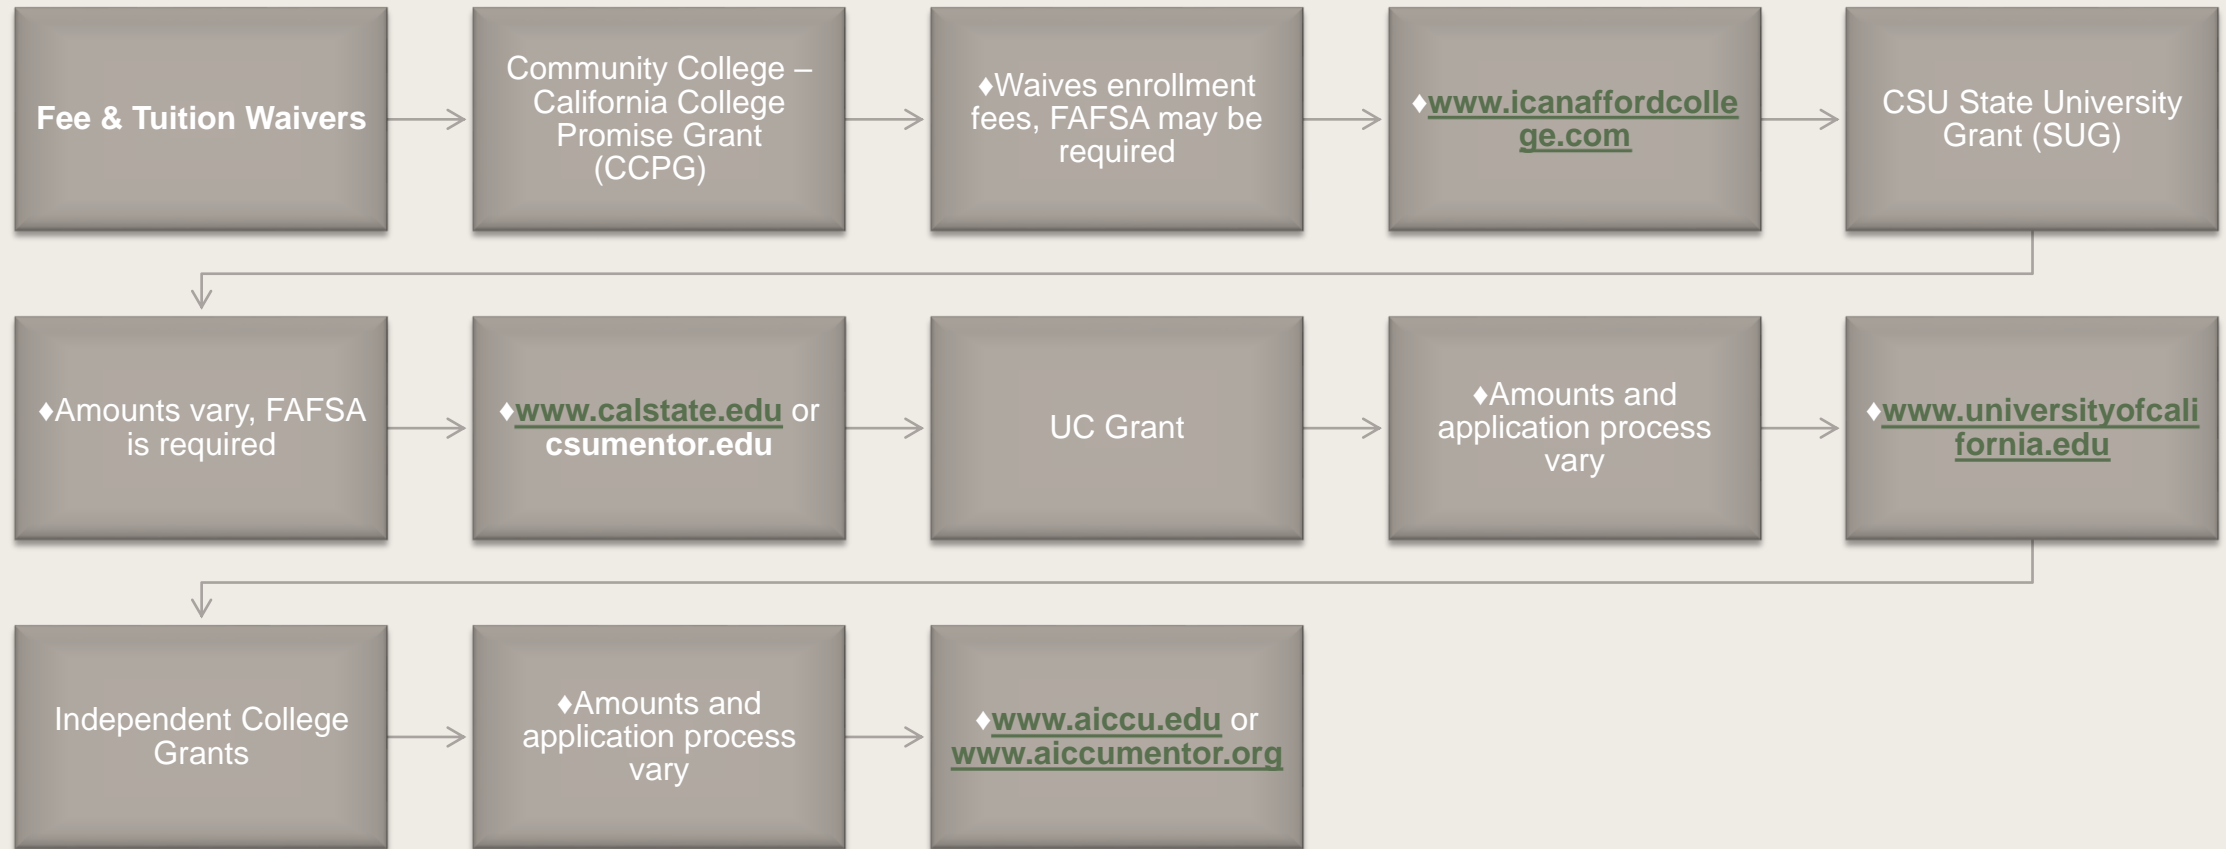 Fee & Tuition Waivers
Community College –
California College
Promise Grant
(CCPG)
♦Waives enrollment
fees, FAFSA may be
required
♦www.icanaffordcolle
ge.com
CSU State University
Grant (SUG)
♦Amounts vary, FAFSA
is required
♦www.calstate.edu or
csumentor.edu
UC Grant
♦Amounts and
application process
vary
♦www.universityofcali
fornia.edu
Independent College
Grants
♦Amounts and
application process
vary
♦www.aiccu.edu or
www.aiccumentor.org